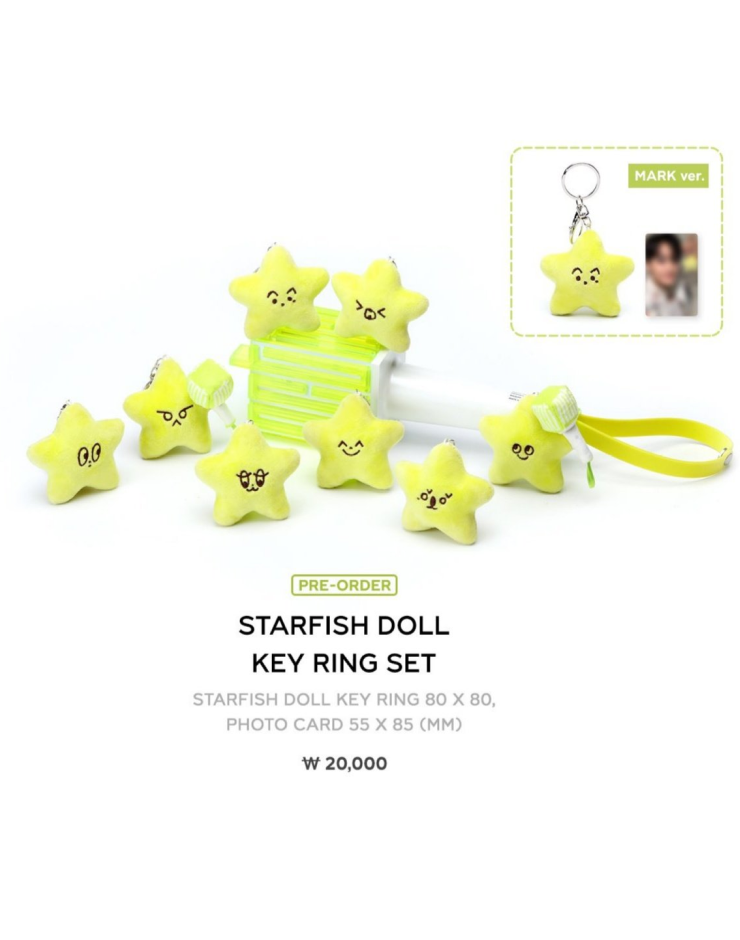 MARK ver.
PRE-ORDER
STARFISH DOLL
KEY RING SET
STARFISH DOLL KEY RING 80 X 80,
PHOTO CARD 55 X 85 (MM)
₩ 20,000